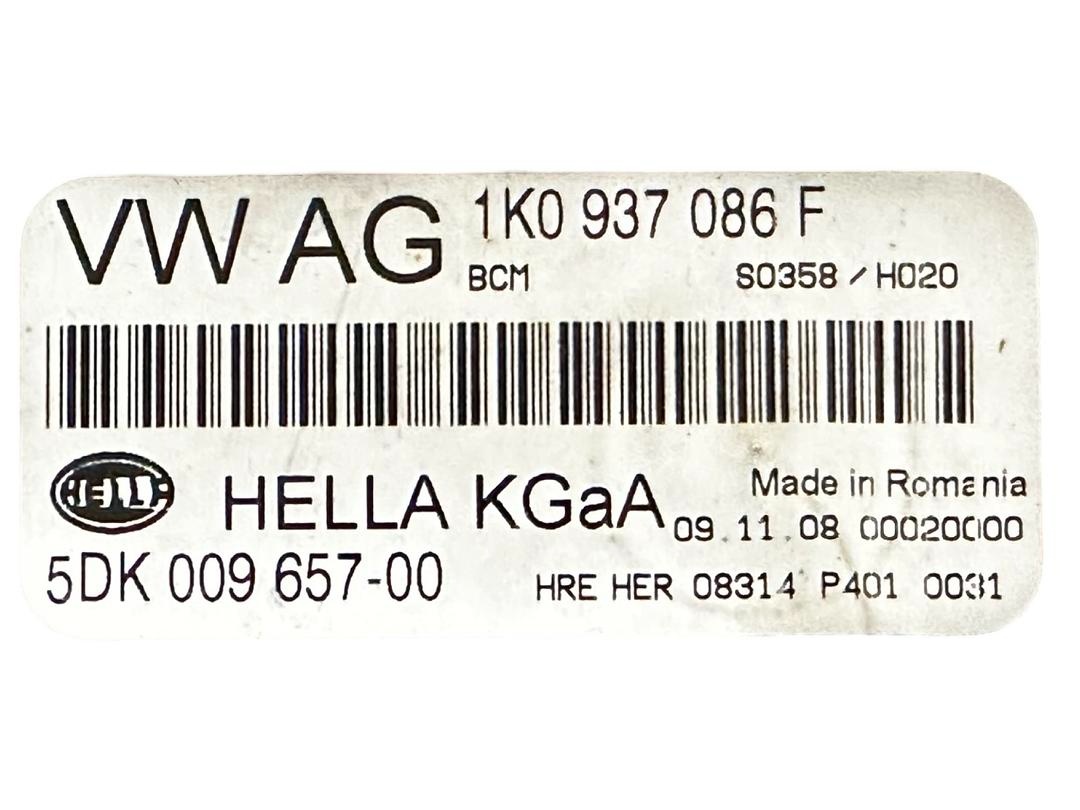 VW AG 1K0 937 086 F
BCM S0358 / H020
HELLA HELLA KGaA Made in Romania
09.11.08 00020000
5DK 009 657-00 HRE HER 08314 P401 0031